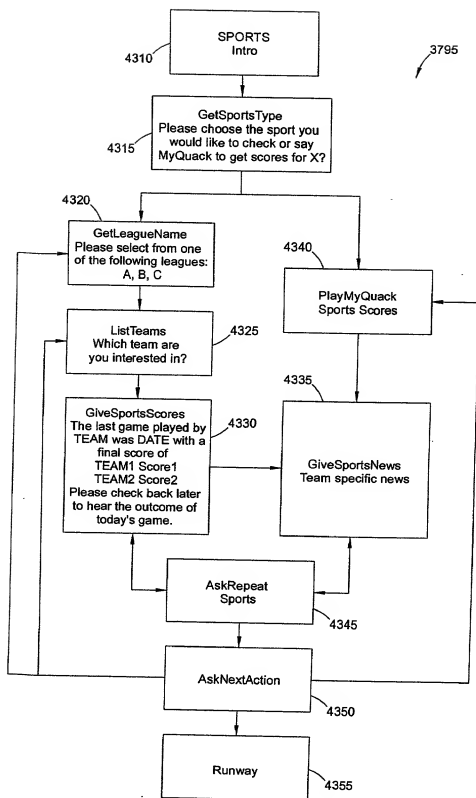 SPORTS
Intro
4310
3795
GetSportsType
Please choose the sport you
would like to check or say
MyQuack to get scores for X?
4315
4320
GetLeagueName
Please select from one
of the following leagues:
A, B, C
4340
PlayMyQuack
Sports Scores
ListTeams
Which team are
you interested in?
4325
4335
GiveSportsScores
The last game played by
TEAM was DATE with a
final score of
TEAM1 Score1
TEAM2 Score2
Please check back later
to hear the outcome of
today's game.
4330
GiveSportsNews
Team specific news
AskRepeat
Sports
4345
AskNextAction
4350
Runway
4355